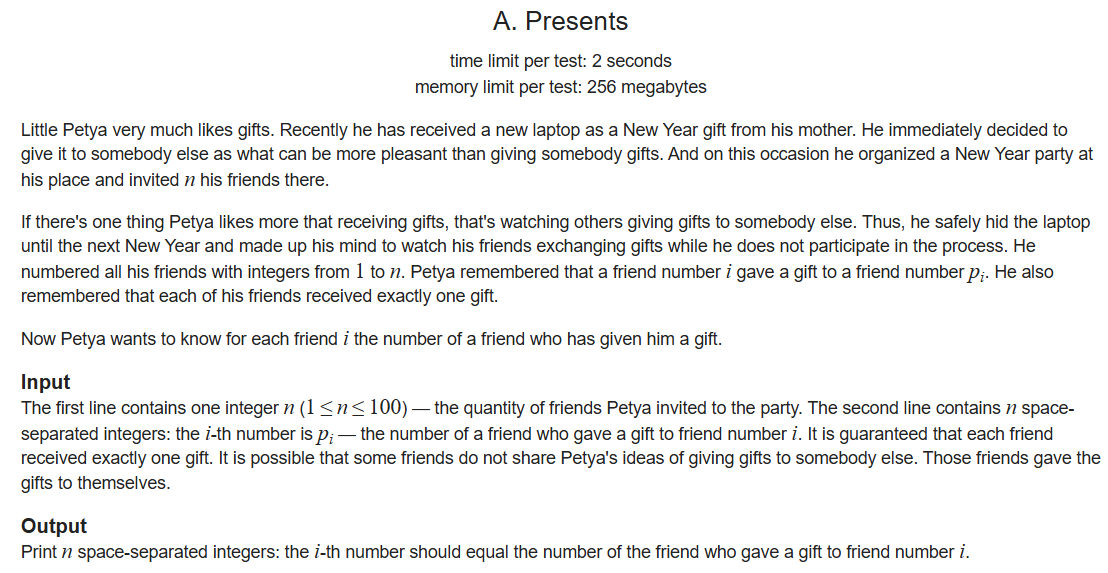 A. Presents
time limit per test: 2 seconds
memory limit per test: 256 megabytes
Little Petya very much likes gifts. Recently he has received a new laptop as a New Year gift from his mother. He immediately decided to
give it to somebody else as what can be more pleasant than giving somebody gifts. And on this occasion he organized a New Year party at
his place and invited n his friends there.
If there's one thing Petya likes more that receiving gifts, that's watching others giving gifts to somebody else. Thus, he safely hid the laptop
until the next New Year and made up his mind to watch his friends exchanging gifts while he does not participate in the process. He
numbered all his friends with integers from 1 to n. Petya remembered that a friend number i gave a gift to a friend number pᵢ. He also
remembered that each of his friends received exactly one gift.
Now Petya wants to know for each friend i the number of a friend who has given him a gift.
Input
The first line contains one integer n (1 ≤ n ≤ 100) — the quantity of friends Petya invited to the party. The second line contains n space-
separated integers: the i-th number is pᵢ — the number of a friend who gave a gift to friend number i. It is guaranteed that each friend
received exactly one gift. It is possible that some friends do not share Petya's ideas of giving gifts to somebody else. Those friends gave the
gifts to themselves.
Output
Print n space-separated integers: the i-th number should equal the number of the friend who gave a gift to friend number i.